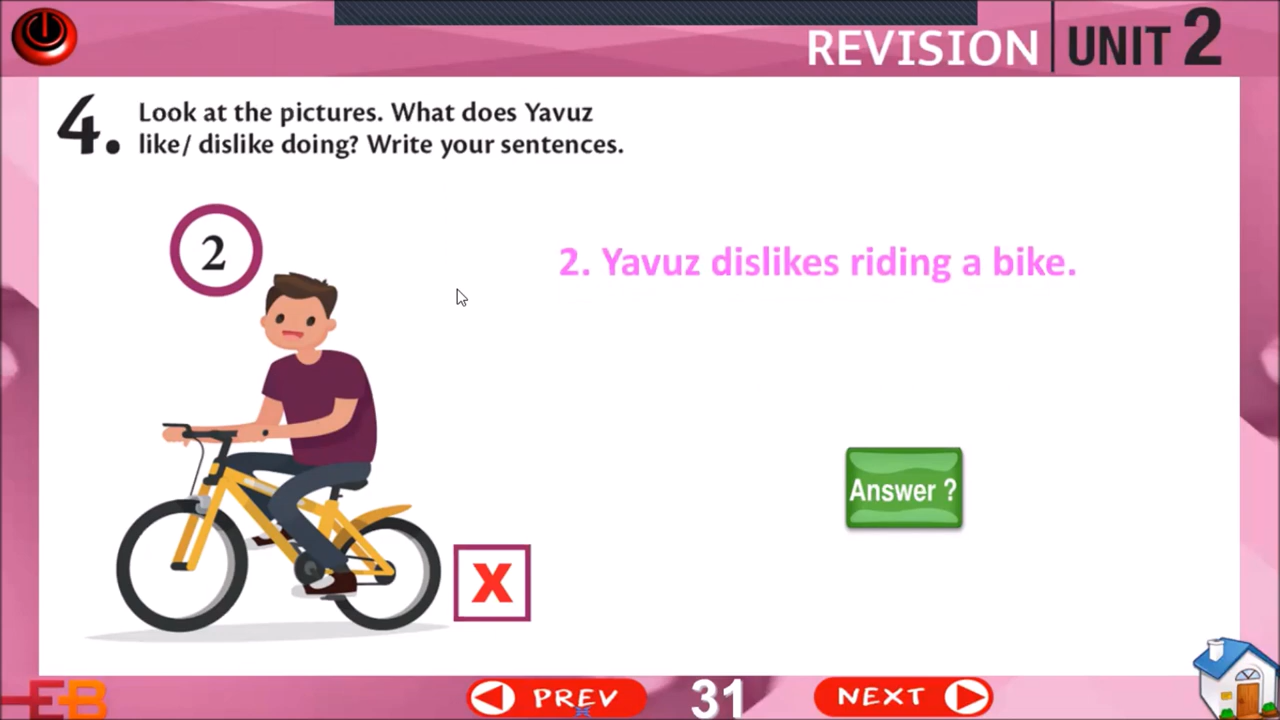 REVISION UNIT 2
4. Look at the pictures. What does Yavuz
like/ dislike doing? Write your sentences.
2
2. Yavuz dislikes riding a bike.
Answer ?
X
EB
PREV 31 NEXT